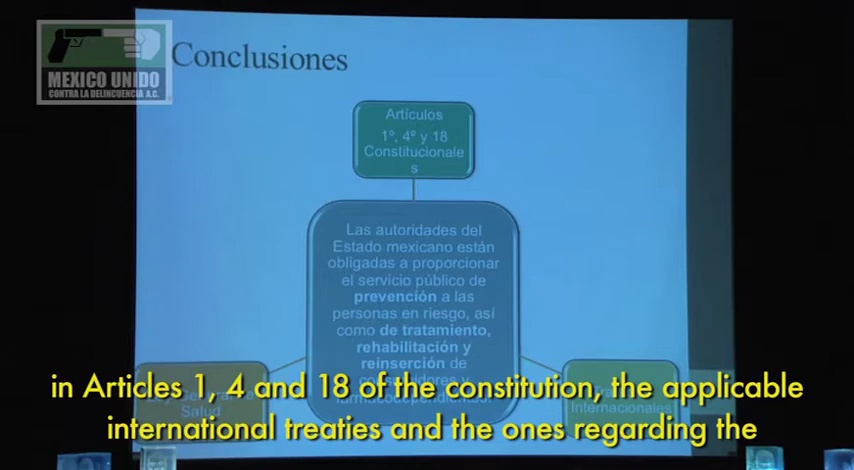 MEXICO UNIDO
CONTRA LA DELINCUENCIA A.C.
Conclusiones
Artículos
1º, 4º y 18
Constitucionale
s
Las autoridades del
Estado mexicano están
obligadas a proporcionar
el servicio público de
prevención a las
personas en riesgo, así
como de tratamiento,
rehabilitación y
reinserción de
Salud
Internacionales
in Articles 1, 4 and 18 of the constitution, the applicable
international treaties and the ones regarding the